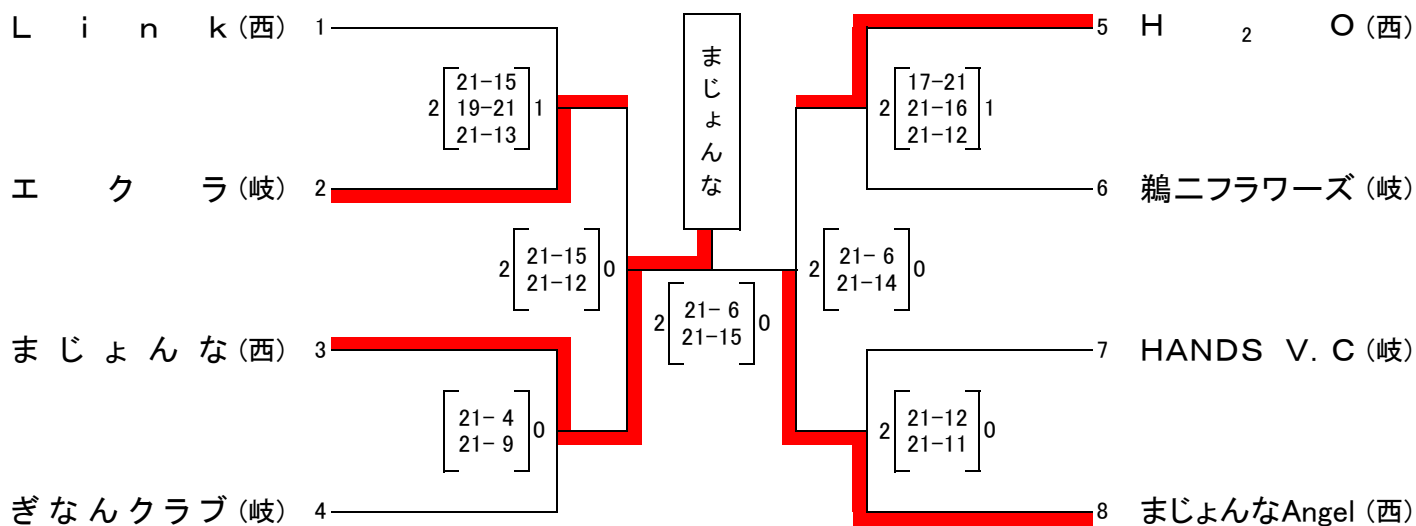 Ｌｉｎｋ(西) 1
エクラ(岐) 2
まじょんな(西) 3
ぎなんクラブ(岐) 4
2 21-15 1
19-21
21-13
2 21-15 0
21-12
21- 4 0
21- 9
まじょんな
2 21- 6 0
21-15
2 17-21 1
21-16
21-12
2 21- 6 0
21-14
2 21-12 0
21-11
5 Ｈ₂Ｏ(西)
6 鵜ニフラワーズ(岐)
7 HANDS V.C(岐)
8 まじょんなAngel(西)